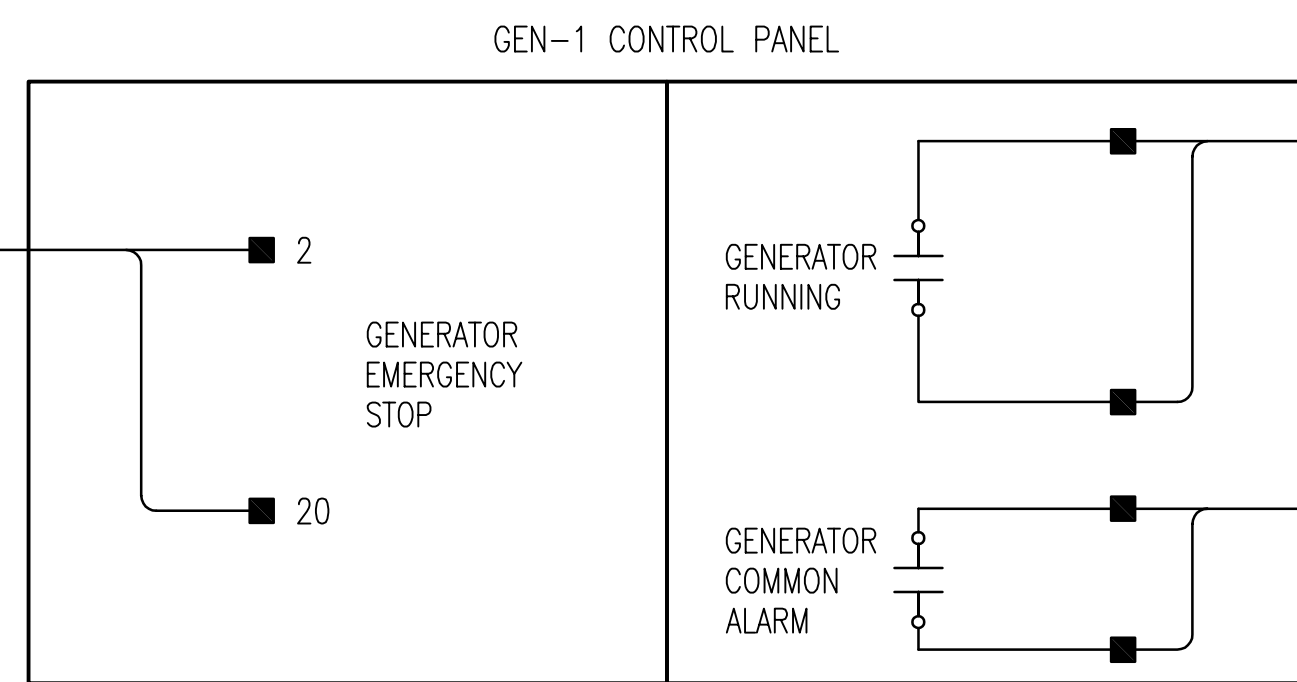 GEN-1 CONTROL PANEL
2
GENERATOR
EMERGENCY
STOP
20
GENERATOR
RUNNING
GENERATOR
COMMON
ALARM